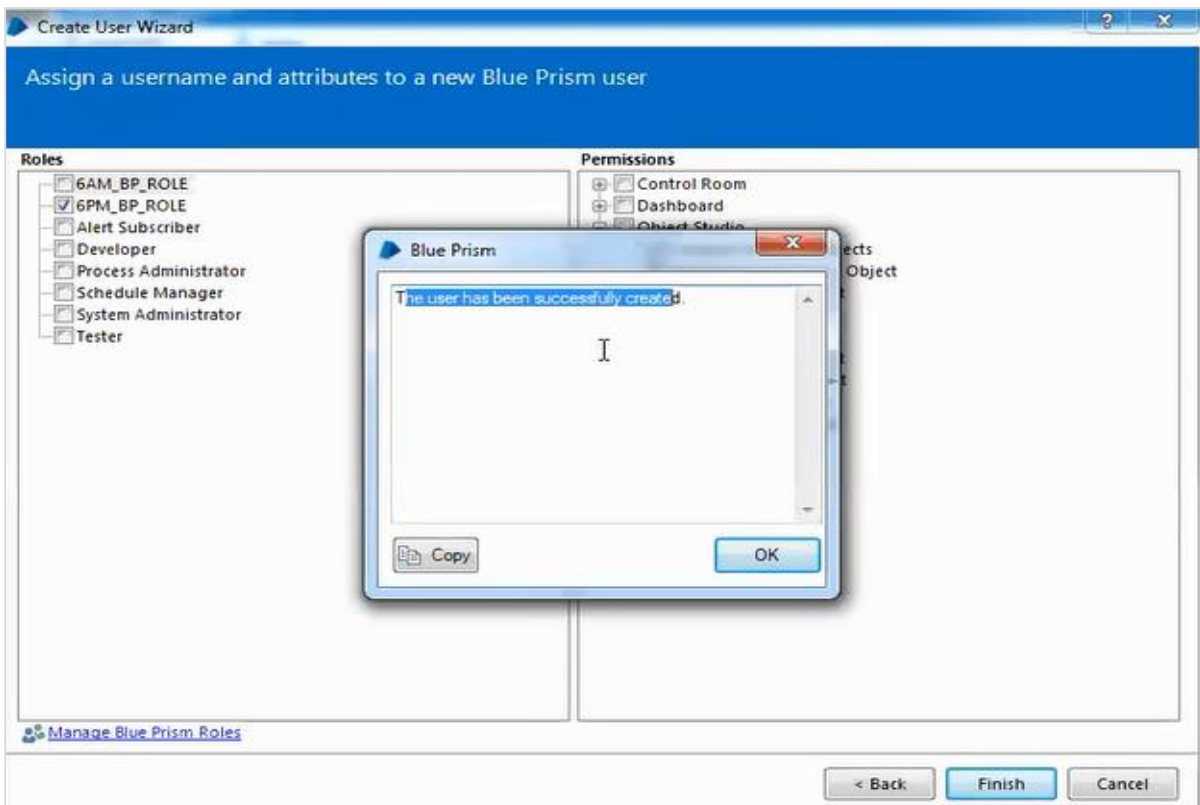 Create User Wizard
?
Assign a username and attributes to a new Blue Prism user
Roles
6AM_BP_ROLE
6PM_BP_ROLE
Alert Subscriber
Developer
Process Administrator
Schedule Manager
System Administrator
Tester
Permissions
Control Room
Dashboard
Object Studio
ects
Object
t
t
t
Blue Prism
The user has been successfully created.
Copy
OK
Manage Blue Prism Roles
< Back
Finish
Cancel